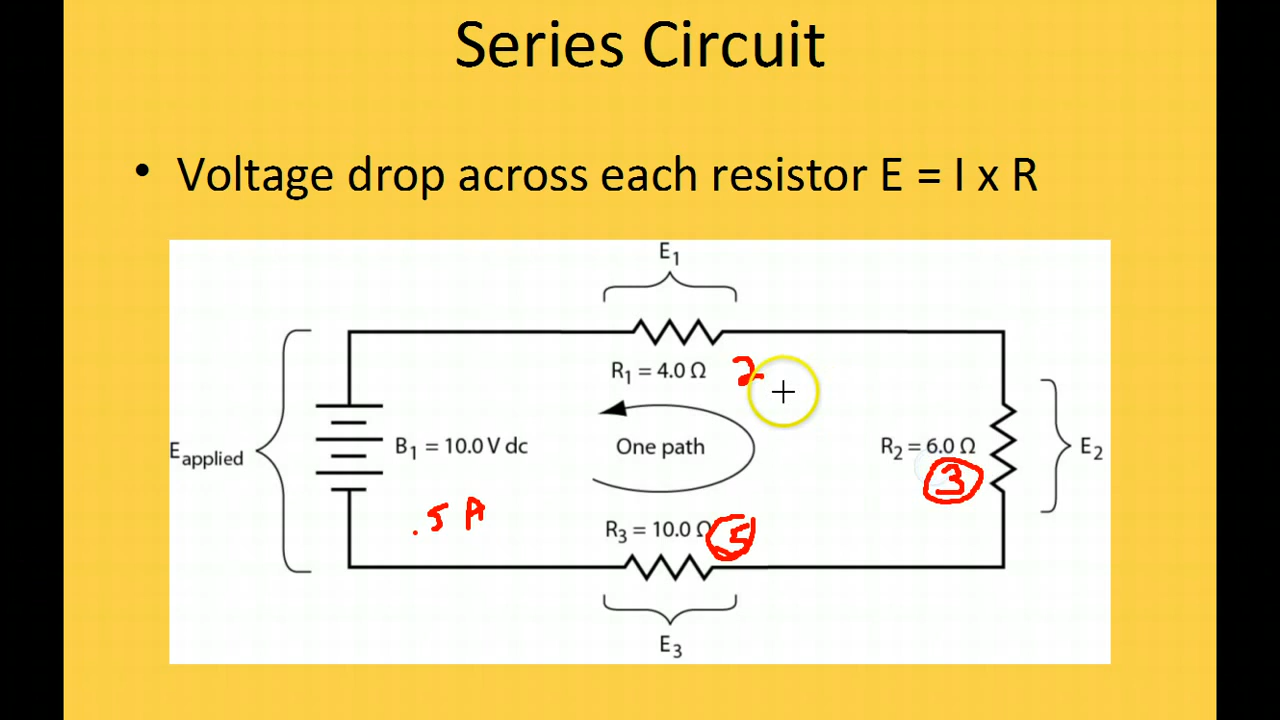 Series Circuit
• Voltage drop across each resistor E = I x R
E1
R1 = 4.0 Ω 2
Eapplied
B1 = 10.0 V dc
One path
R2 = 6.0 Ω
E2
3
.5 A
R3 = 10.0 Ω 5
E3